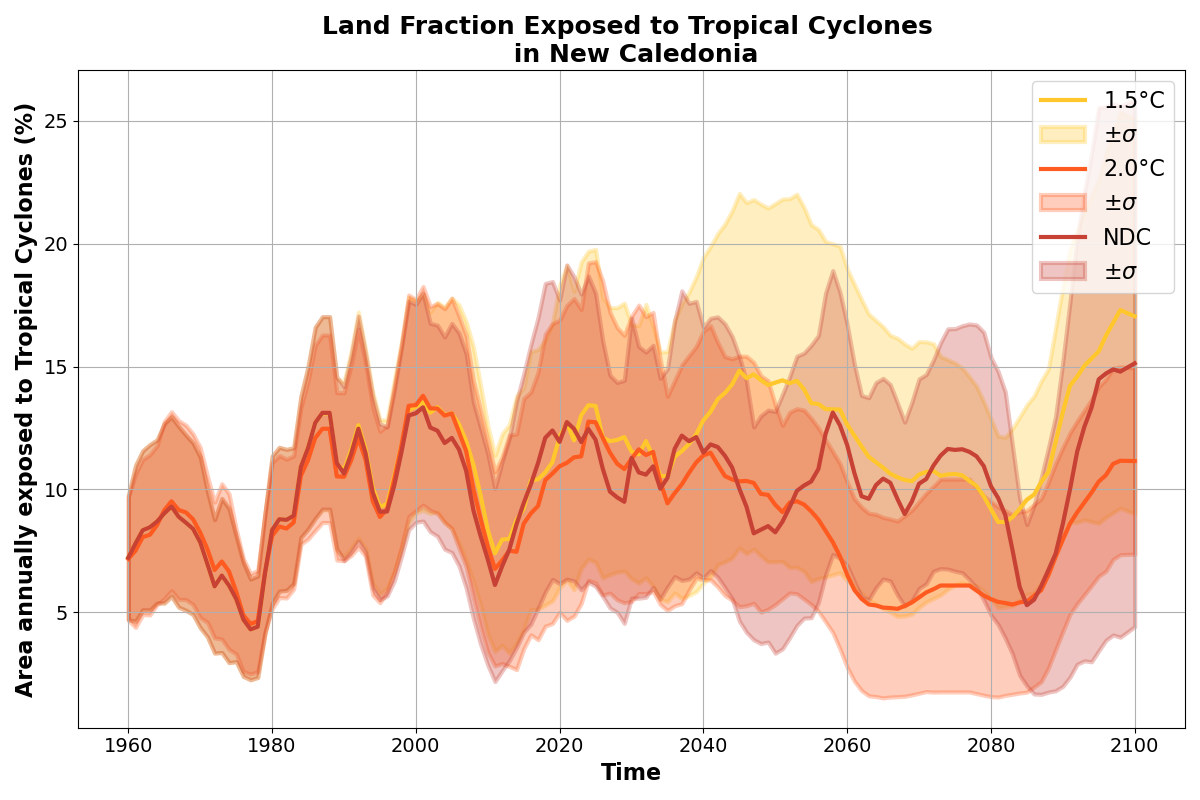 Land Fraction Exposed to Tropical Cyclones
in New Caledonia
Area annually exposed to Tropical Cyclones (%)
25
20
15
10
5
1960 1980 2000 2020 2040 2060 2080 2100
Time
1.5°C
±σ
2.0°C
±σ
NDC
±σ